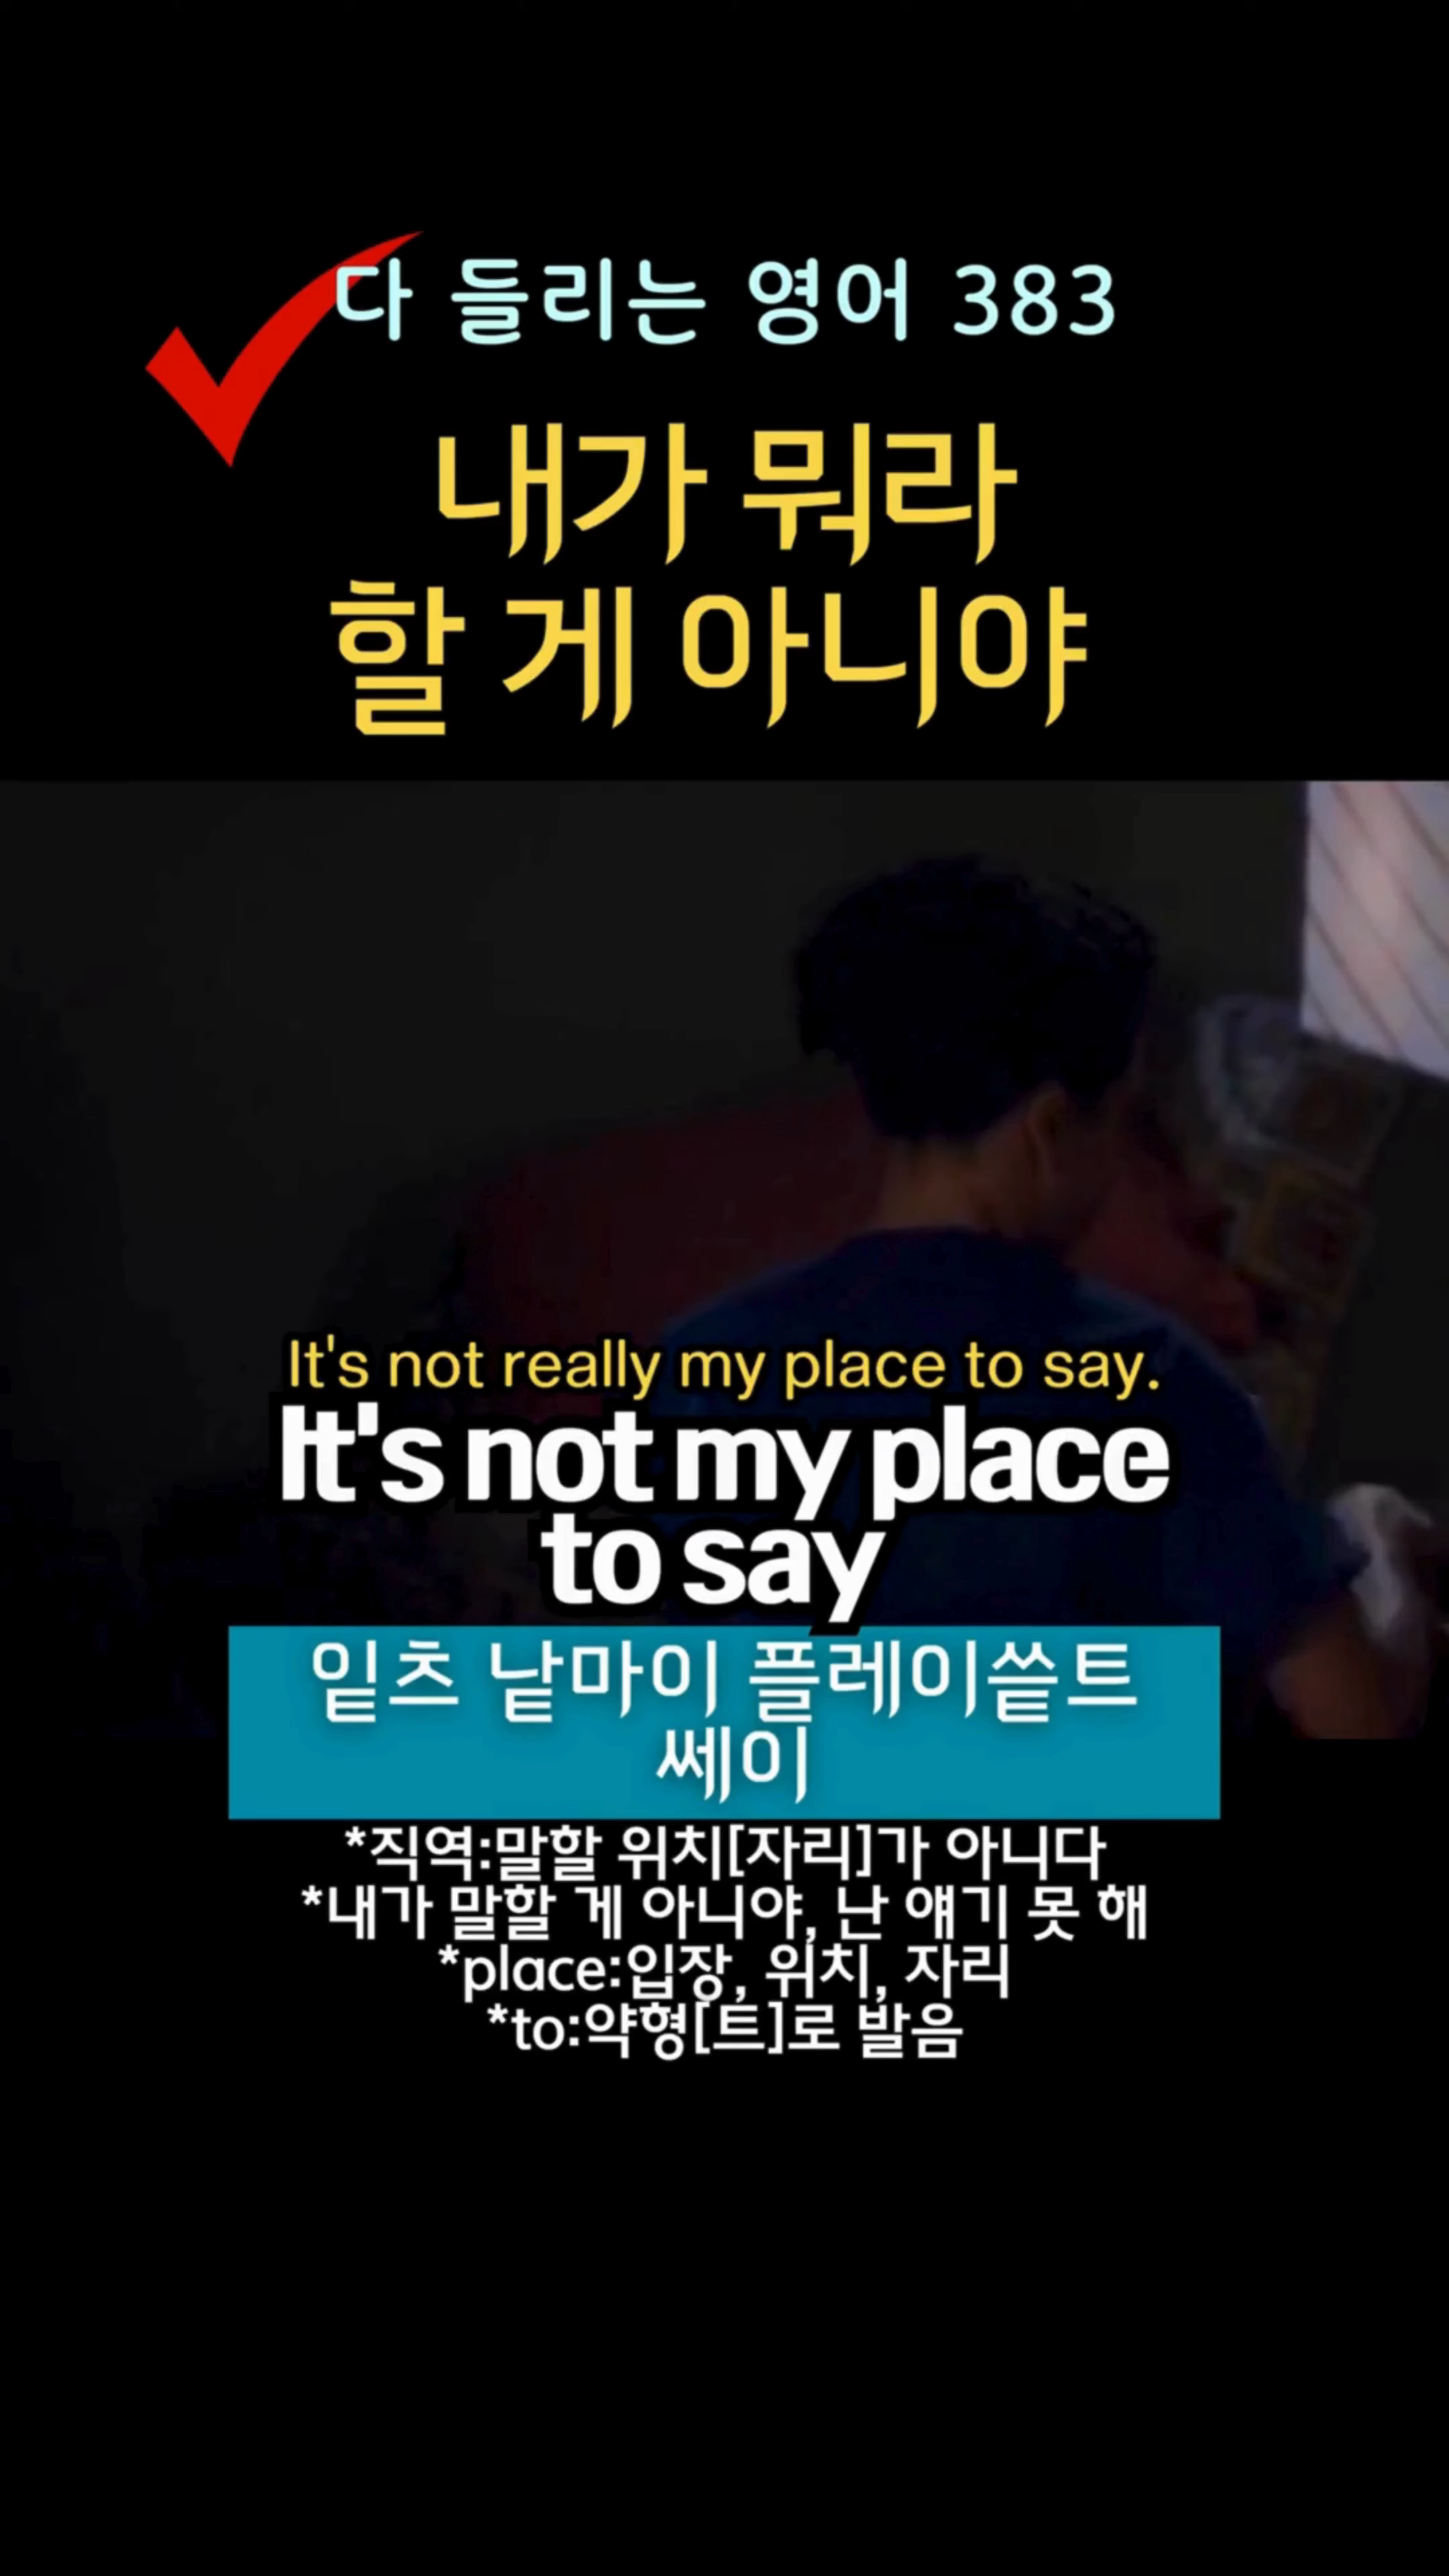 다 들리는 영어 383
내가 뭐라
할 게 아니야
It's not really my place to say.
It's not my place
to say
잍츠 낱마이 플레이쏱트
쎄이
*직역:말할 위치[자리]가 아니다
*내가 말할 게 아니야, 난 얘기 못 해
*place:입장, 위치, 자리
*to:약형[트]로 발음